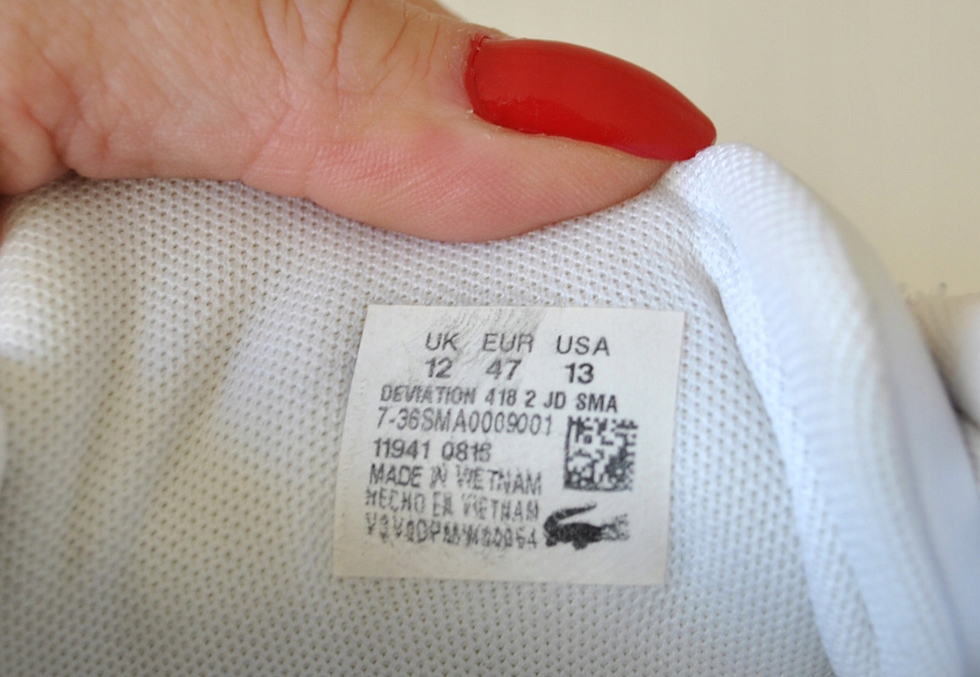 UK EUR USA
12 47 13
DEVIATION 418 2 JD SMA
7-36SMA0009001
11941 0816
MADE IN VIETNAM
HECHO EN VIETNAM